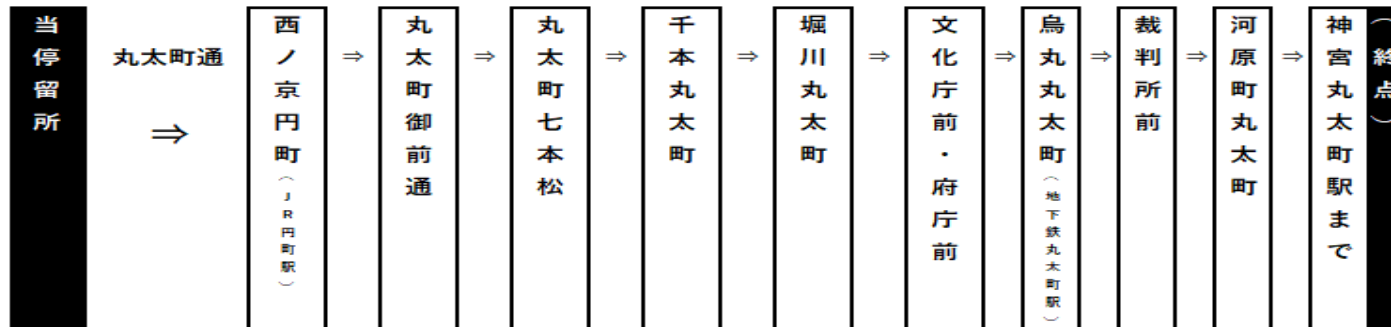 当停留所
丸太町通
⇒
西ノ京円町(JR円町駅)
⇒
丸太町御前通
⇒
丸太町七本松
⇒
千本丸太町
⇒
堀川丸太町
⇒
文化庁前・府庁前
⇒
烏丸丸太町(地下鉄丸太町駅)
⇒
裁判所前
⇒
河原町丸太町
⇒
神宮丸太町駅まで
(終点)